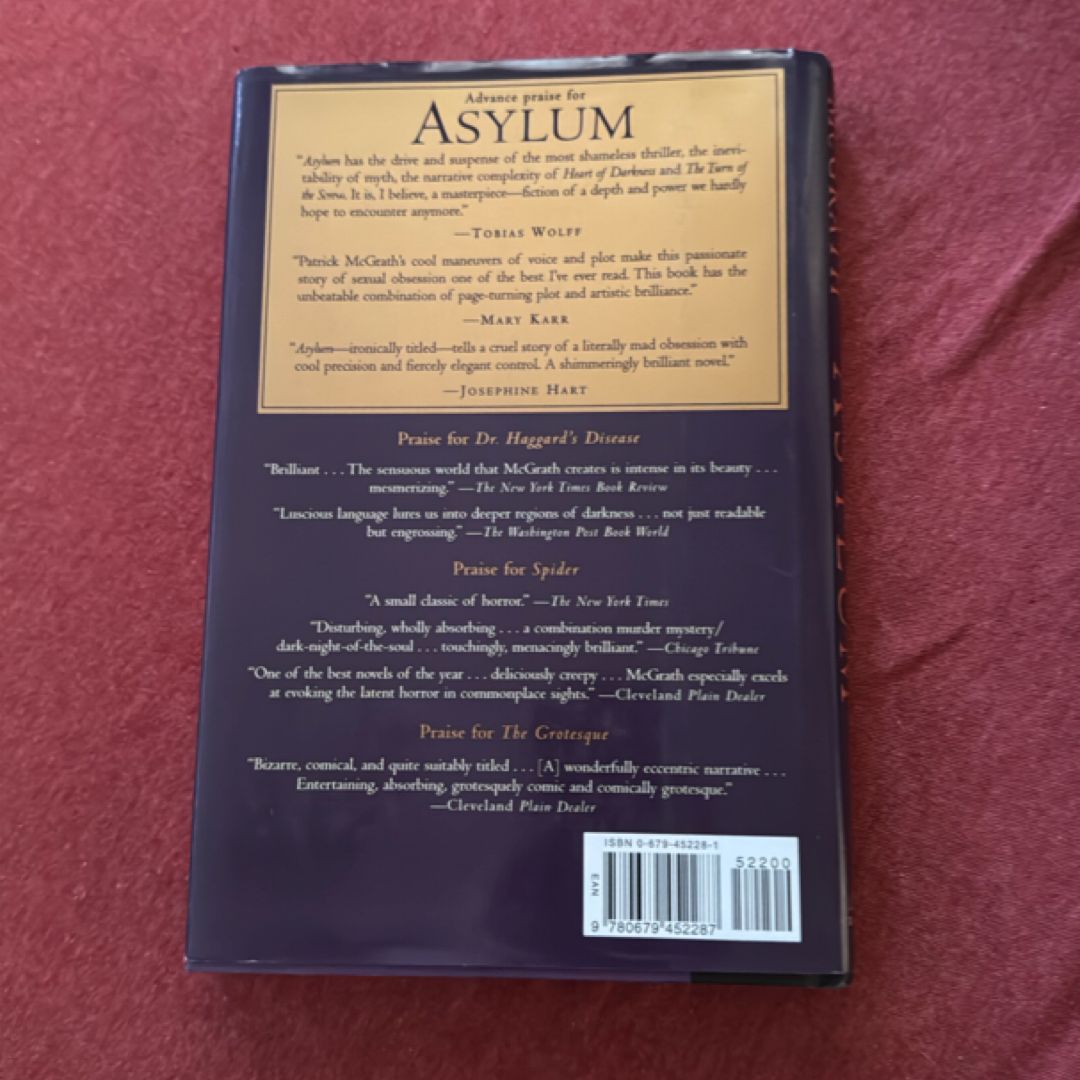 Advance praise for
ASYLUM
"Asylum has the drive and suspense of the most shameless thriller, the inevi-
tability of myth, the narrative complexity of Heart of Darkness and The Turn of
the Screw. It is, I believe, a masterpiece—fiction of a depth and power we hardly
hope to encounter anymore."
—TOBIAS WOLFF
"Patrick McGrath's cool maneuvers of voice and plot make this passionate
story of sexual obsession one of the best I've ever read. This book has the
unbeatable combination of page-turning plot and artistic brilliance."
—MARY KARR
"Asylum—ironically titled—tells a cruel story of a literally mad obsession with
cool precision and fiercely elegant control. A shimmeringly brilliant novel."
—JOSEPHINE HART
Praise for Dr. Haggard's Disease
"Brilliant . . . The sensuous world that McGrath creates is intense in its beauty . . .
mesmerizing." —The New York Times Book Review
"Luscious language lures us into deeper regions of darkness . . . not just readable
but engrossing." —The Washington Post Book World
Praise for Spider
"A small classic of horror." —The New York Times
"Disturbing, wholly absorbing . . . a combination murder mystery/
dark-night-of-the-soul . . . touchingly, menacingly brilliant." —Chicago Tribune
"One of the best novels of the year . . . deliciously creepy . . . McGrath especially excels
at evoking the latent horror in commonplace sights." —Cleveland Plain Dealer
Praise for The Grotesque
"Bizarre, comical, and quite suitably titled . . . [A] wonderfully eccentric narrative . . .
Entertaining, absorbing, grotesquely comic and comically grotesque."
—Cleveland Plain Dealer
ISBN 0-679-45228-1
52200
EAN
9 780679 452287
ASYLUM